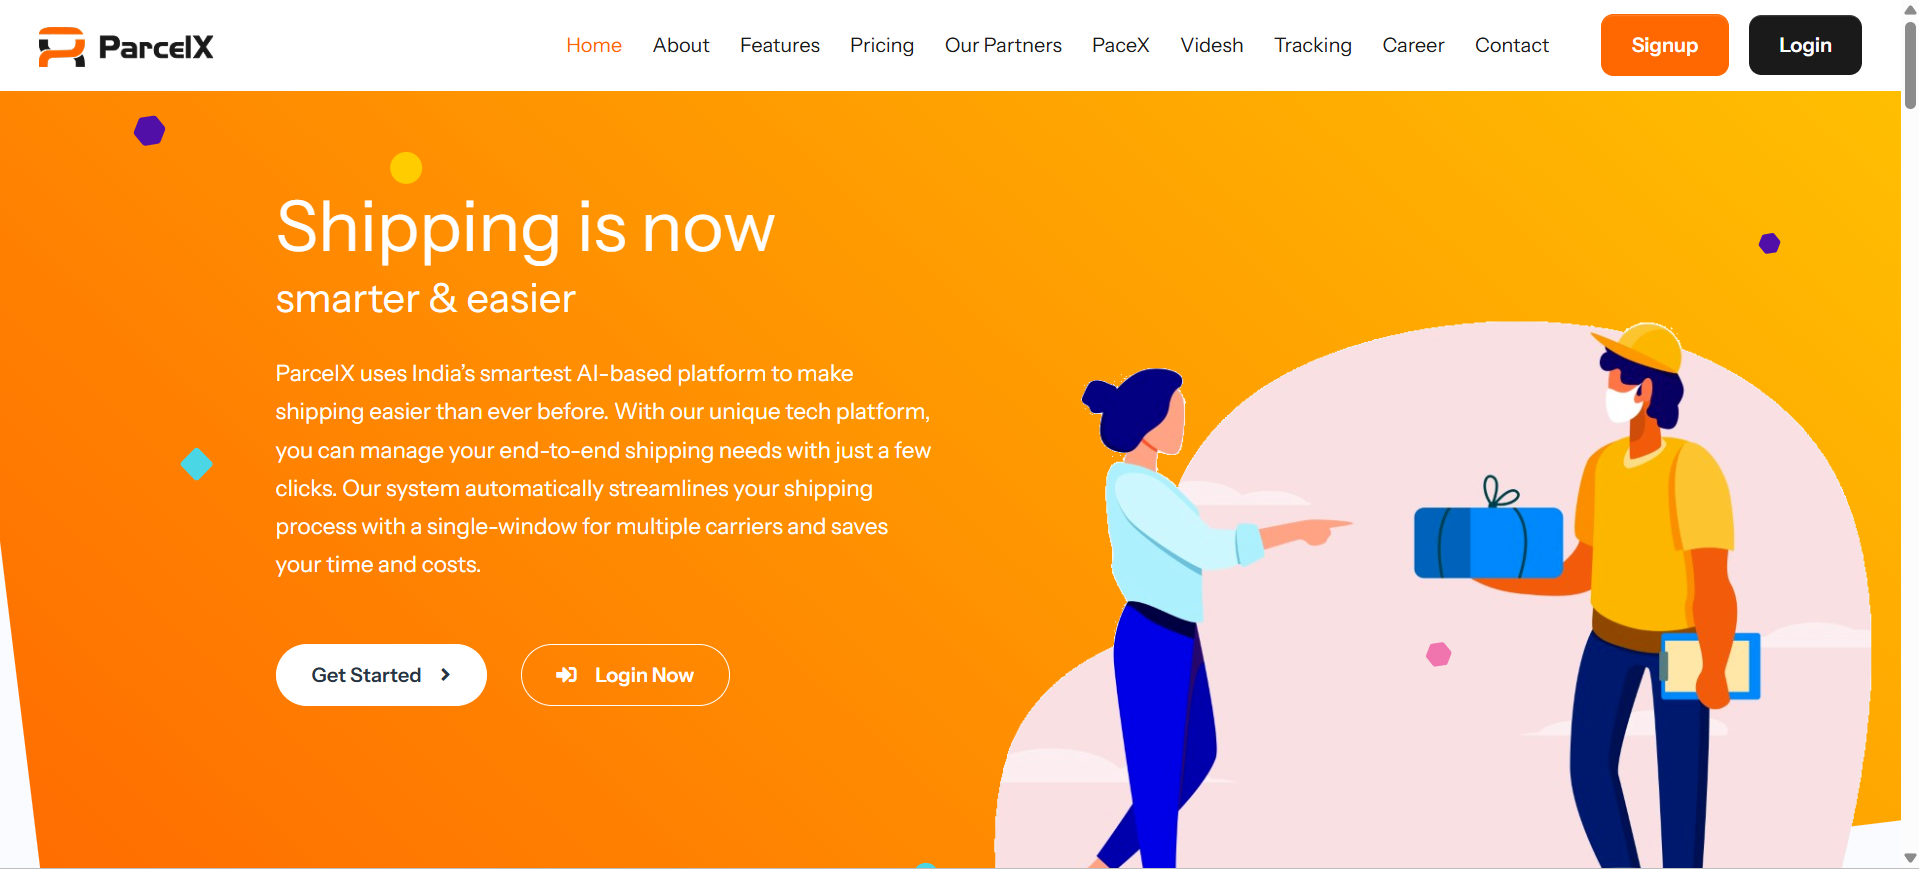 ParcelX
Home About Features Pricing Our Partners PaceX Videsh Tracking Career Contact Signup Login
Shipping is now
smarter & easier
ParcelX uses India’s smartest AI-based platform to make
shipping easier than ever before. With our unique tech platform,
you can manage your end-to-end shipping needs with just a few
clicks. Our system automatically streamlines your shipping
process with a single-window for multiple carriers and saves
your time and costs.
Get Started Login Now